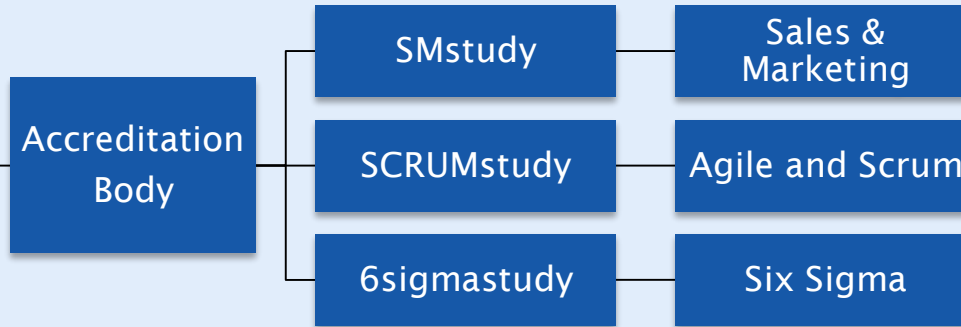 SMstudy
Sales &
Marketing
Accreditation
Body
SCRUMstudy
Agile and Scrum
6sigmastudy
Six Sigma